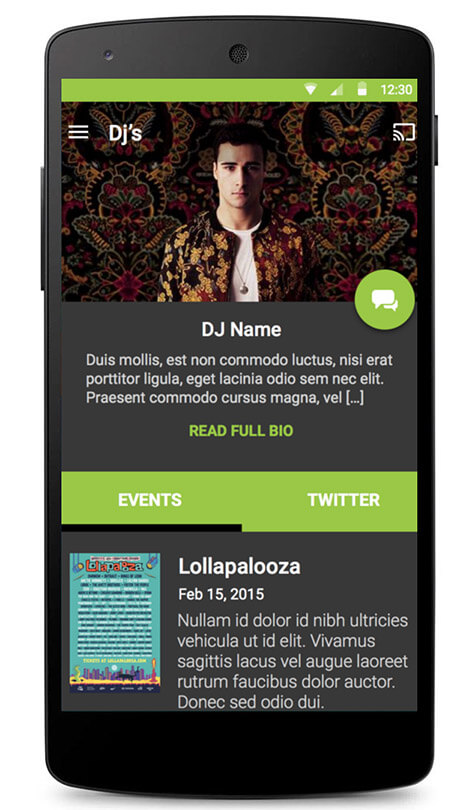 12:30
Dj's
DJ Name
Duis mollis, est non commodo luctus, nisi erat
porttitor ligula, eget lacinia odio sem nec elit.
Praesent commodo cursus magna, vel [...]
READ FULL BIO
EVENTS
TWITTER
Lollapalooza
Feb 15, 2015
Nullam id dolor id nibh ultricies
vehicula ut id elit. Vivamus
sagittis lacus vel augue laoreet
rutrum faucibus dolor auctor.
Donec sed odio dui.